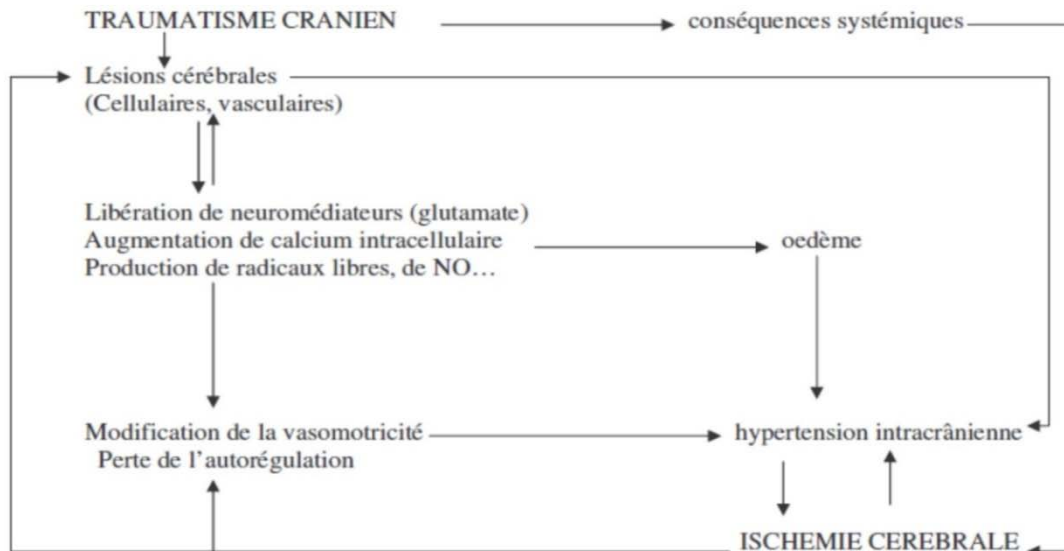 TRAUMATISME CRANIEN
conséquences systémiques
Lésions cérébrales
(Cellulaires, vasculaires)
Libération de neuromédiateurs (glutamate)
Augmentation de calcium intracellulaire
oedème
Production de radicaux libres, de NO…
Modification de la vasomotricité
hypertension intracrânienne
Perte de l’autorégulation
ISCHEMIE CEREBRALE